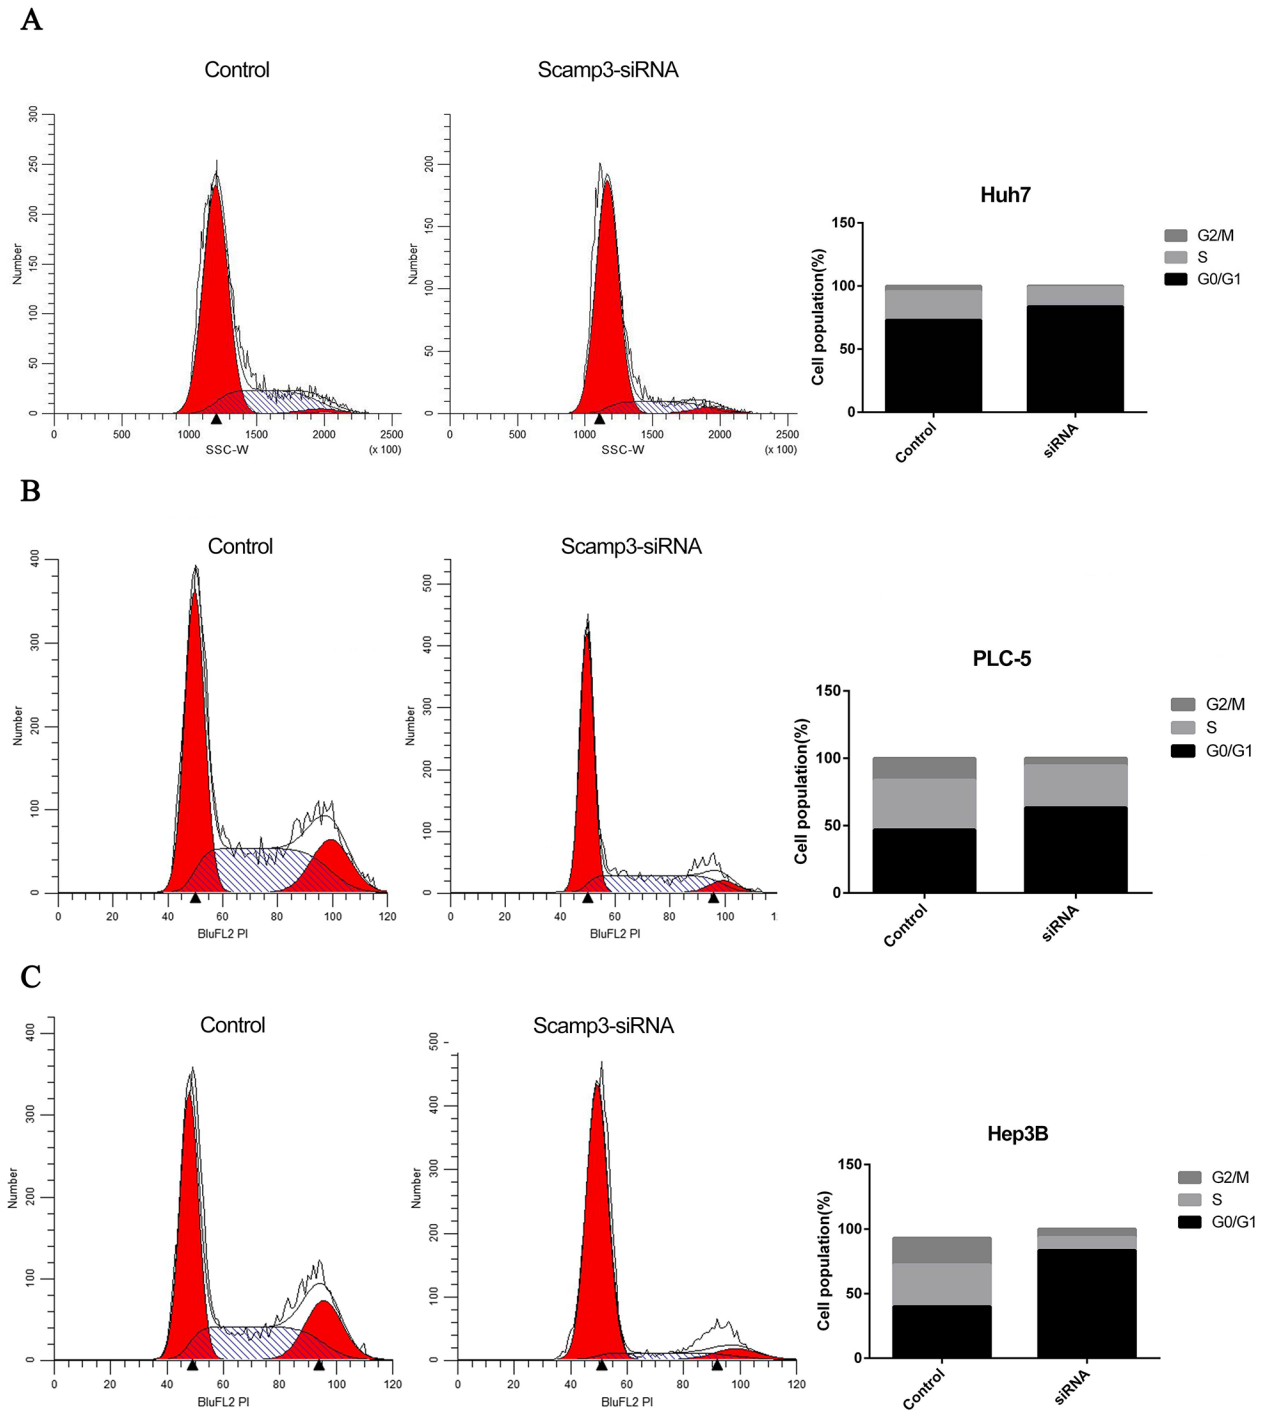 A
Control
Scamp3-siRNA
300
250
200
150
100
50
0
Number
0 500 1000 1500 2000 2500
SSC-W (x 100)
200
150
100
50
0
Number
0 500 1000 1500 2000 2500
SSC-W (x 100)
Huh7
150
100
50
0
Cell population(%)
Control
siRNA
G2/M
S
G0/G1
B
Control
Scamp3-siRNA
400
300
200
100
0
Number
0 20 40 60 80 100 120
BluFL2 PI
500
400
300
200
100
0
Number
0 20 40 60 80 100 1
BluFL2 PI
PLC-5
150
100
50
0
Cell population(%)
Control
siRNA
G2/M
S
G0/G1
C
Control
Scamp3-siRNA
400
300
200
100
0
Number
0 20 40 60 80 100 120
BluFL2 PI
500
400
300
200
100
0
Number
0 20 40 60 80 100 120
BluFL2 PI
Hep3B
150
100
50
0
Cell population(%)
Control
siRNA
G2/M
S
G0/G1